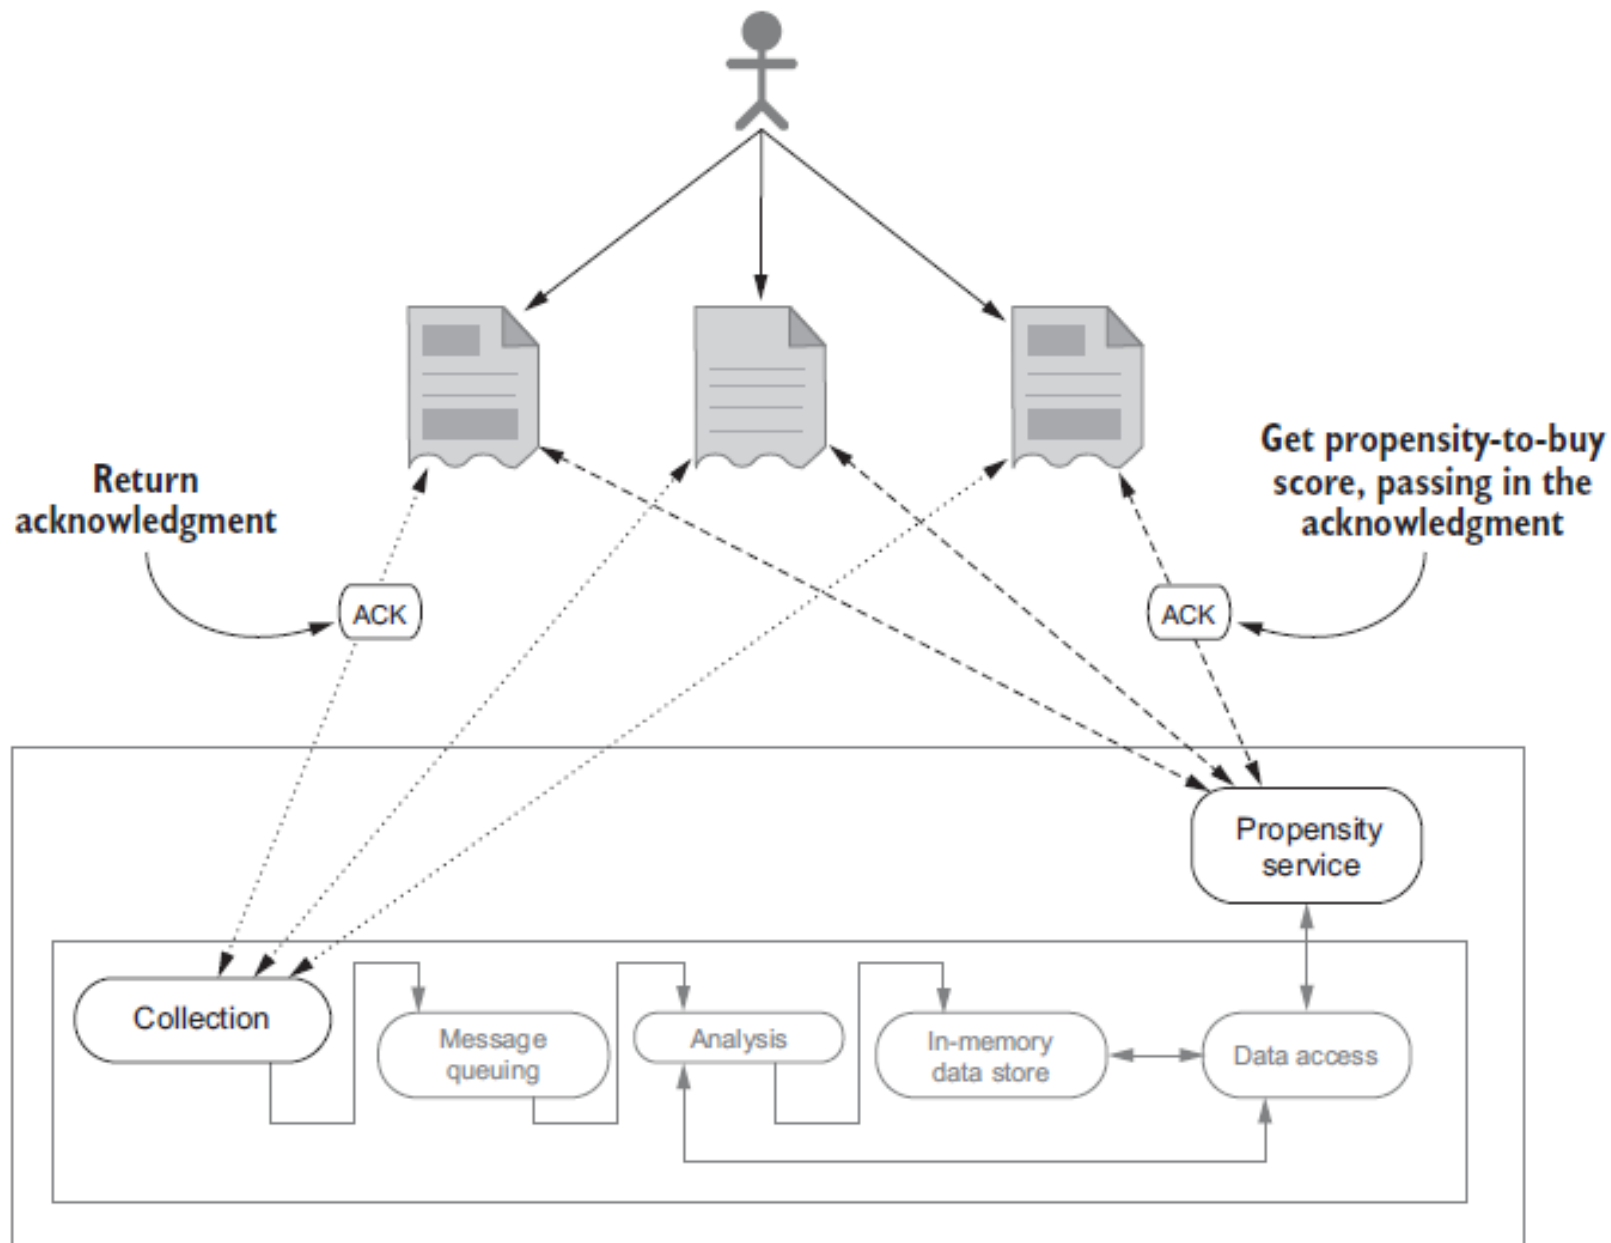 Return
acknowledgment
Get propensity-to-buy
score, passing in the
acknowledgment
ACK
ACK
Propensity
service
Collection
Message
queuing
Analysis
In-memory
data store
Data access